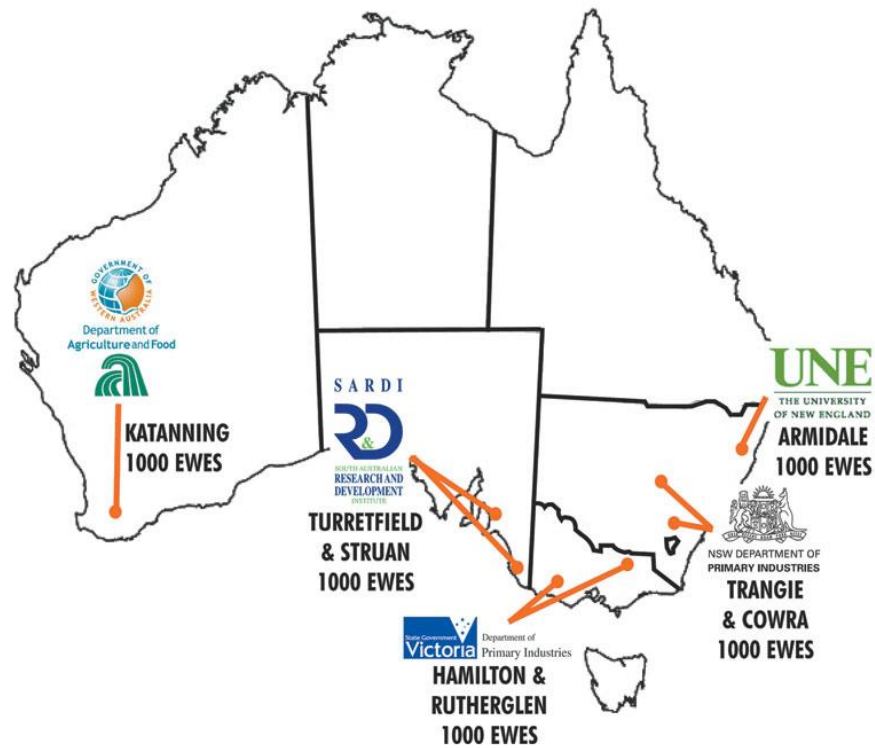 GOVERNMENT OF
WESTERN AUSTRALIA
Department of
Agriculture and Food
KATANNING
1000 EWES
SARDI
R&D
SOUTH AUSTRALIAN
RESEARCH AND
DEVELOPMENT
INSTITUTE
TURRETFIELD
& STRUAN
1000 EWES
State Government
Victoria
Department of
Primary Industries
HAMILTON &
RUTHERGLEN
1000 EWES
UNE
THE UNIVERSITY
OF NEW ENGLAND
ARMIDALE
1000 EWES
NSW DEPARTMENT OF
PRIMARY INDUSTRIES
TRANGIE
& COWRA
1000 EWES